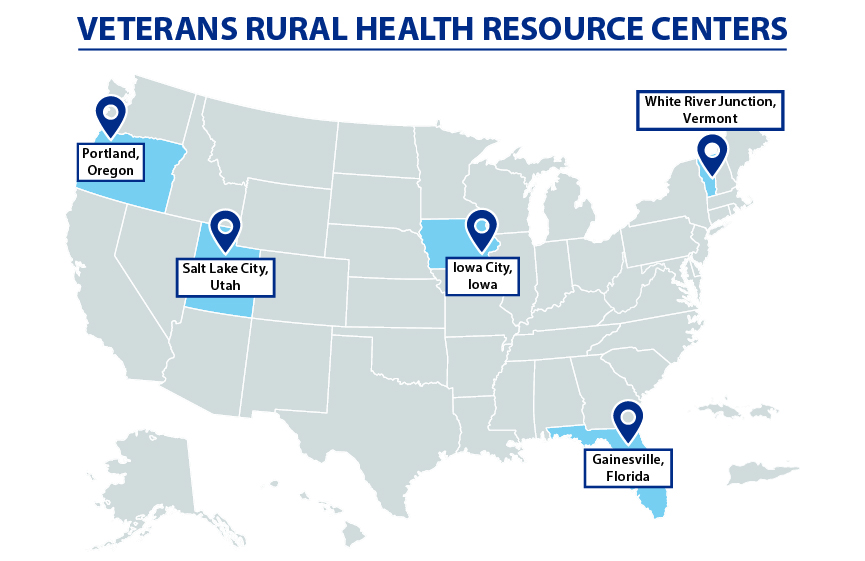 VETERANS RURAL HEALTH RESOURCE CENTERS
White River Junction,
Vermont
Portland,
Oregon
Salt Lake City,
Utah
Iowa City,
Iowa
Gainesville,
Florida